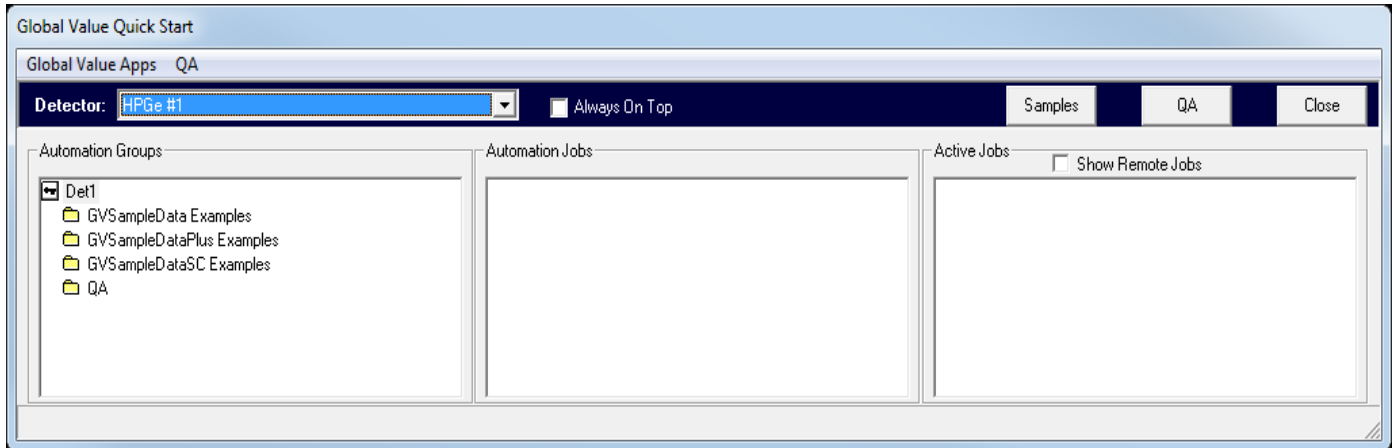 Global Value Quick Start
Global Value Apps QA
Detector: HPGe #1 Always On Top Samples QA Close
Automation Groups Automation Jobs Active Jobs Show Remote Jobs
Det1
GVSampleData Examples
GVSampleDataPlus Examples
GVSampleDataSC Examples
QA